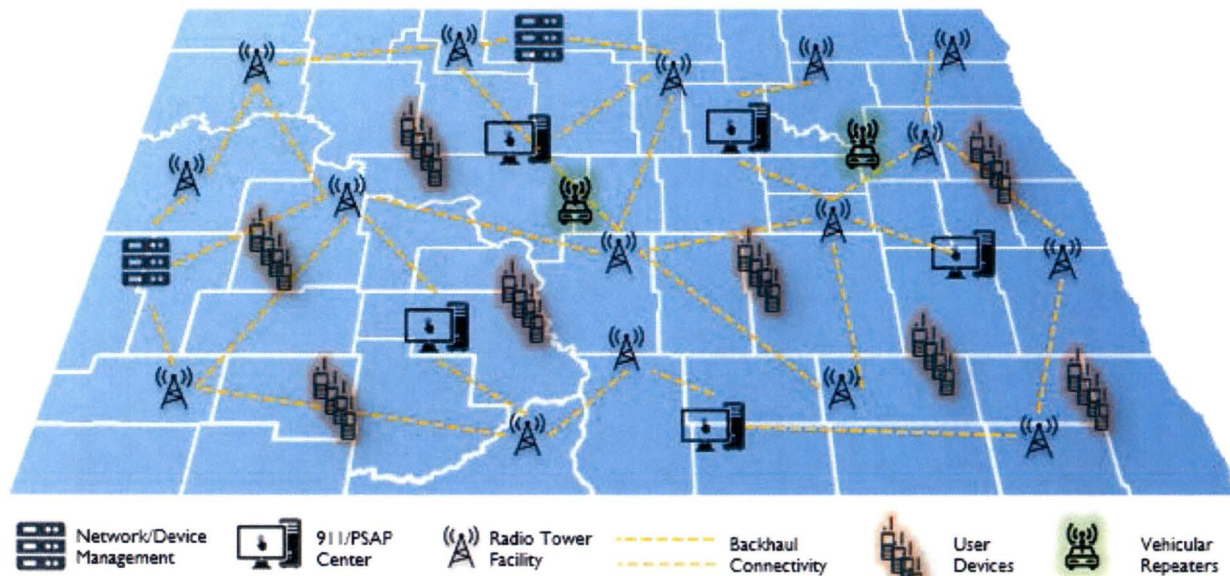 Network/Device
Management
911/PSAP
Center
Radio Tower
Facility
Backhaul
Connectivity
User
Devices
Vehicular
Repeaters